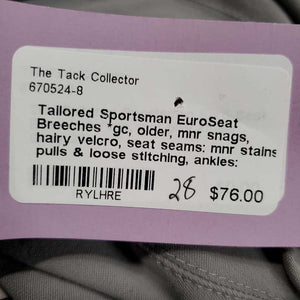 The Tack Collector
670524-8
Tailored Sportsman EuroSeat
Breeches *gc, older, mnr snags,
hairy velcro, seat seams: mnr stains
pulls & loose stitching, ankles:
RYLHRE
28 $76.00